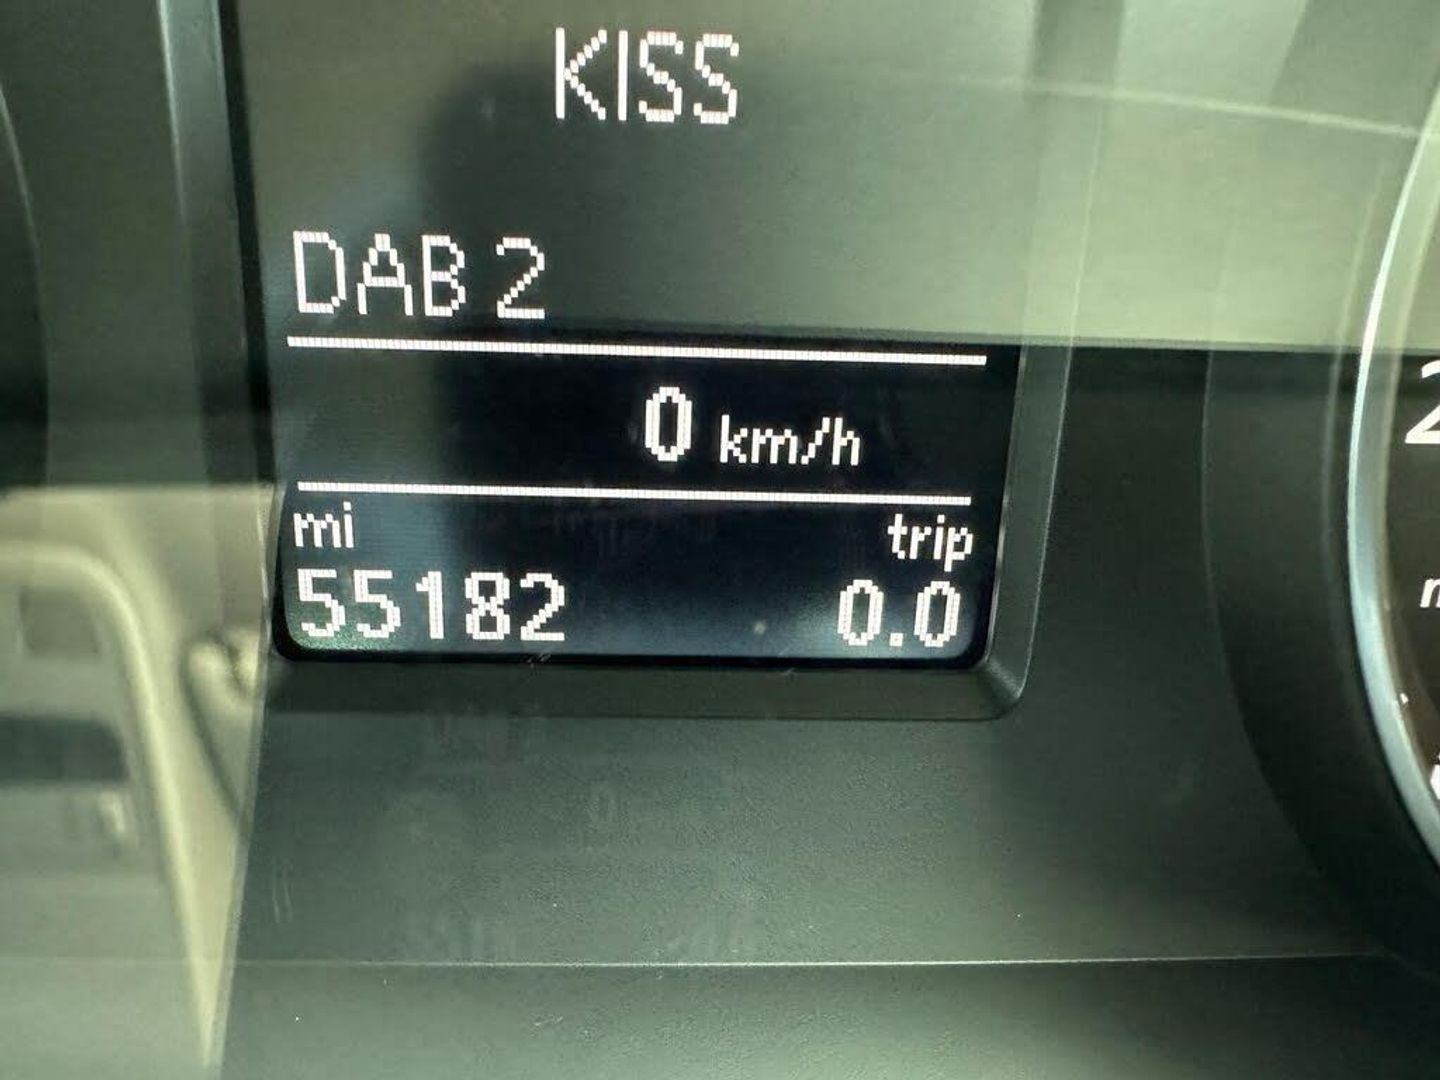 KISS
DAB 2
0 km/h
mi trip
55182 0.0